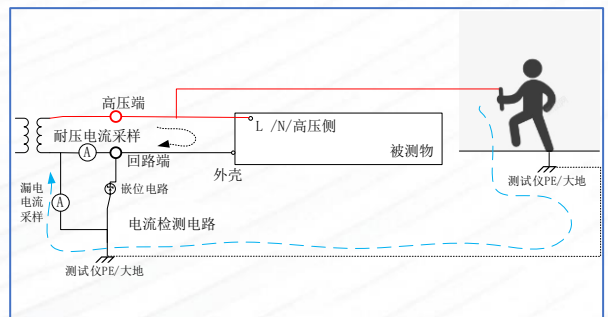 高压端
耐压电流采样
L /N/高压侧
A
回路端
被测物
外壳
漏电
电流
采样
A
嵌位电路
测试仪PE/大地
电流检测电路
测试仪PE/大地